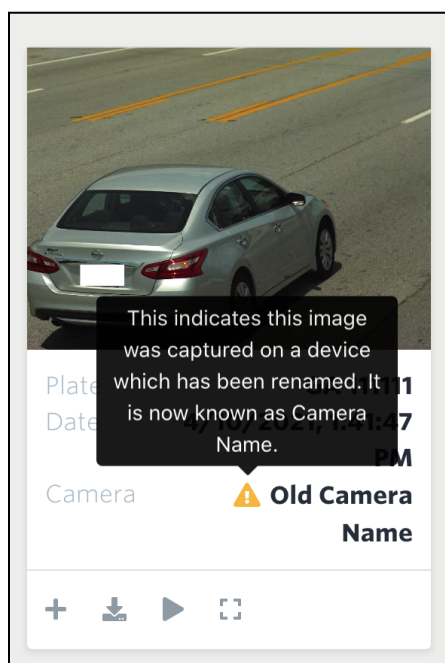 This indicates this image
was captured on a device
which has been renamed. It
is now known as Camera
Name.
Plate
Date 4/10/2021, 1:41:47
PM
Camera Old Camera
Name